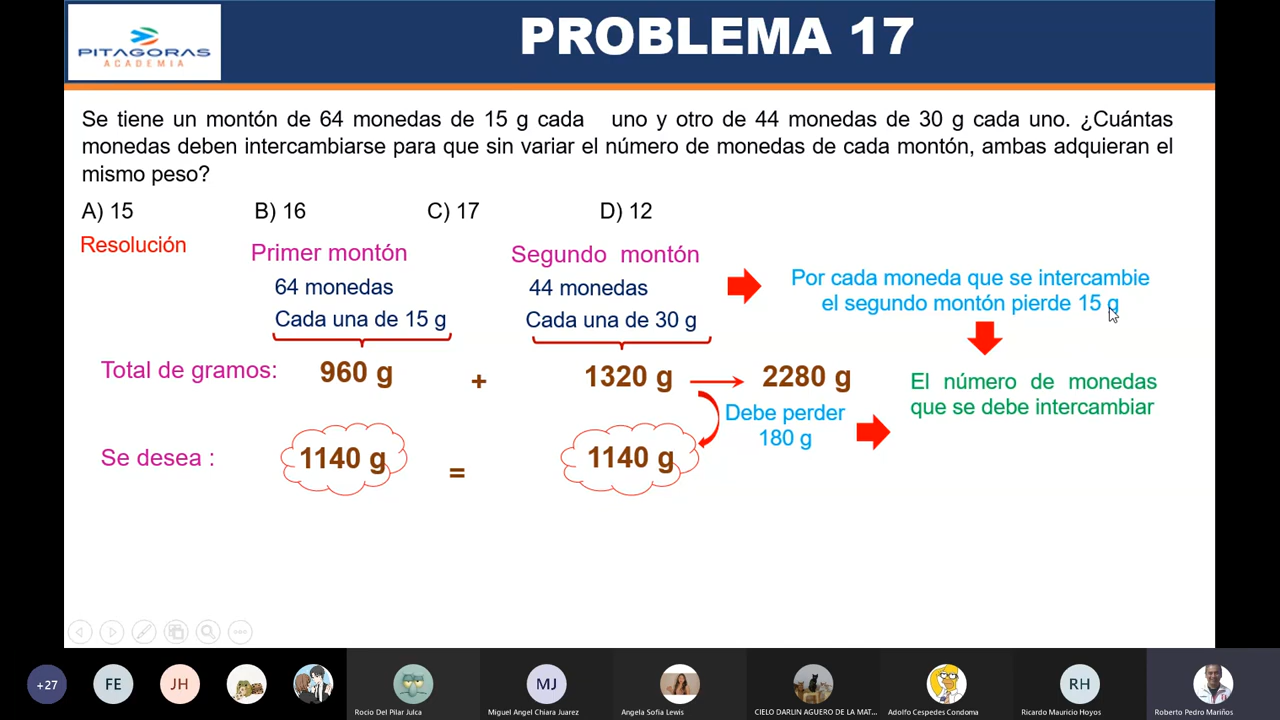 PITAGORAS
ACADEMIA
PROBLEMA 17
Se tiene un montón de 64 monedas de 15 g cada uno y otro de 44 monedas de 30 g cada uno. ¿Cuántas
monedas deben intercambiarse para que sin variar el número de monedas de cada montón, ambas adquieran el
mismo peso?
A) 15 B) 16 C) 17 D) 12
Resolución
Primer montón
64 monedas
Cada una de 15 g
Segundo montón
44 monedas
Cada una de 30 g
Por cada moneda que se intercambie
el segundo montón pierde 15 g
Total de gramos: 960 g + 1320 g 2280 g
Debe perder
180 g
El número de monedas
que se debe intercambiar
Se desea : 1140 g = 1140 g
+27 FE JH MJ RH
Rocio Del Pilar Julca
Miguel Angel Chiara Juarez
Angela Sofia Lewis
CIELO DARLIN AGUERO DE LA MAT...
Adolfo Cespedes Condoma
Ricardo Mauricio Hoyos
Roberto Pedro Mariños